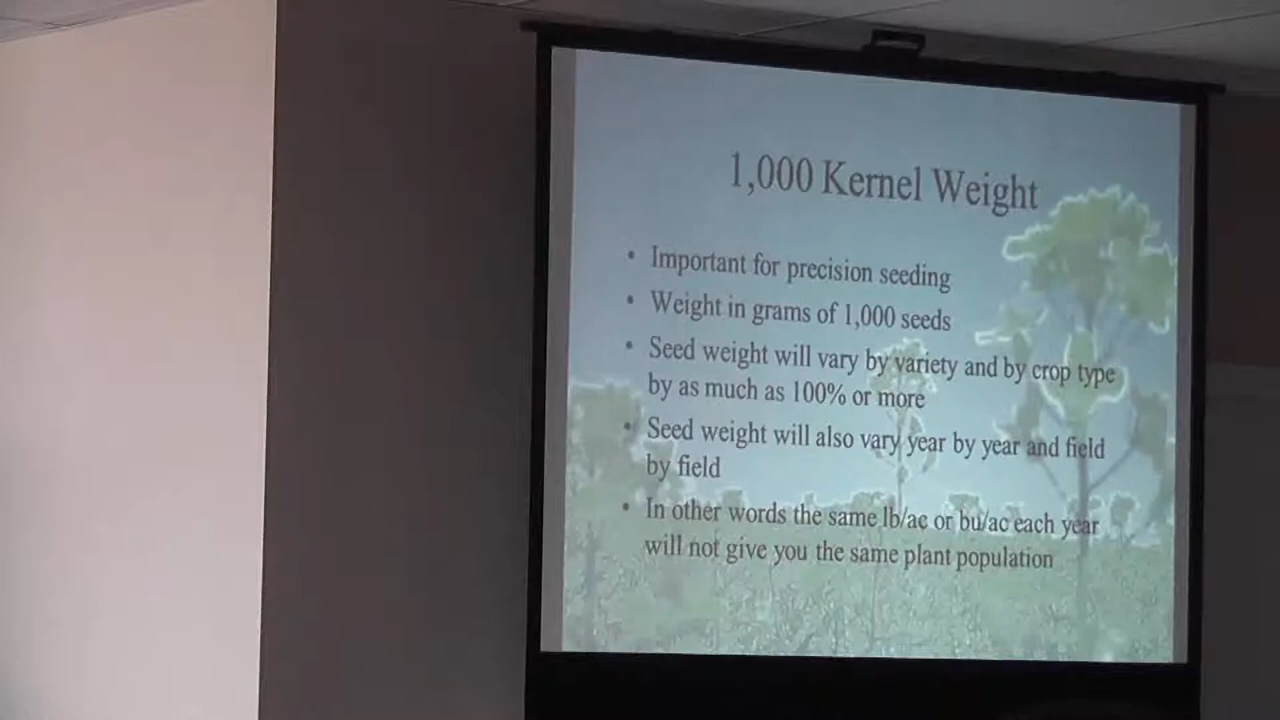 1,000 Kernel Weight
• Important for precision seeding
• Weight in grams of 1,000 seeds
• Seed weight will vary by variety and by crop type
by as much as 100% or more
• Seed weight will also vary year by year and field
by field
• In other words the same lb/ac or bu/ac each year
will not give you the same plant population